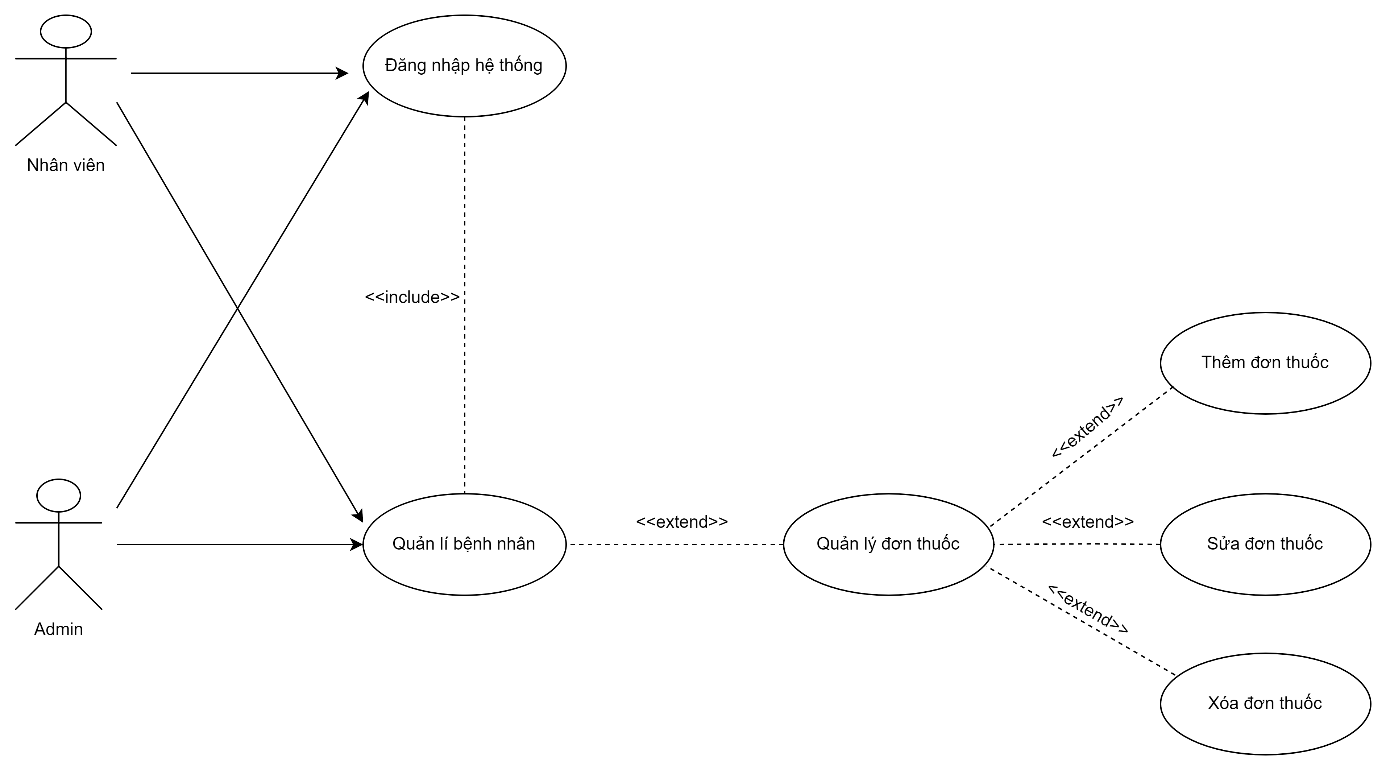 Đăng nhập hệ thống
Nhân viên
<<include>>
Thêm đơn thuốc
<<extend>>
<<extend>>
<<extend>>
Quản lí bệnh nhân
Quản lý đơn thuốc
Sửa đơn thuốc
<<extend>>
Admin
Xóa đơn thuốc